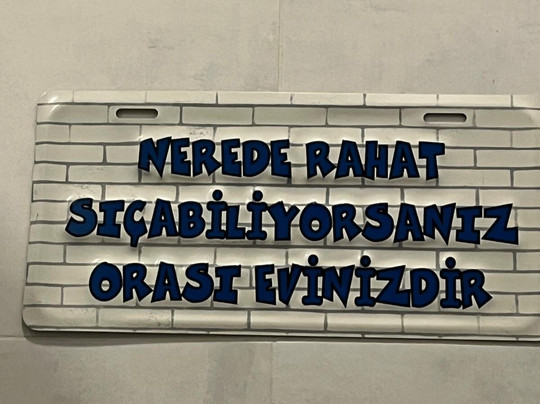 NEREDE RAHAT
SIÇABİLİYORSANIZ
ORASI EVİNİZDİR